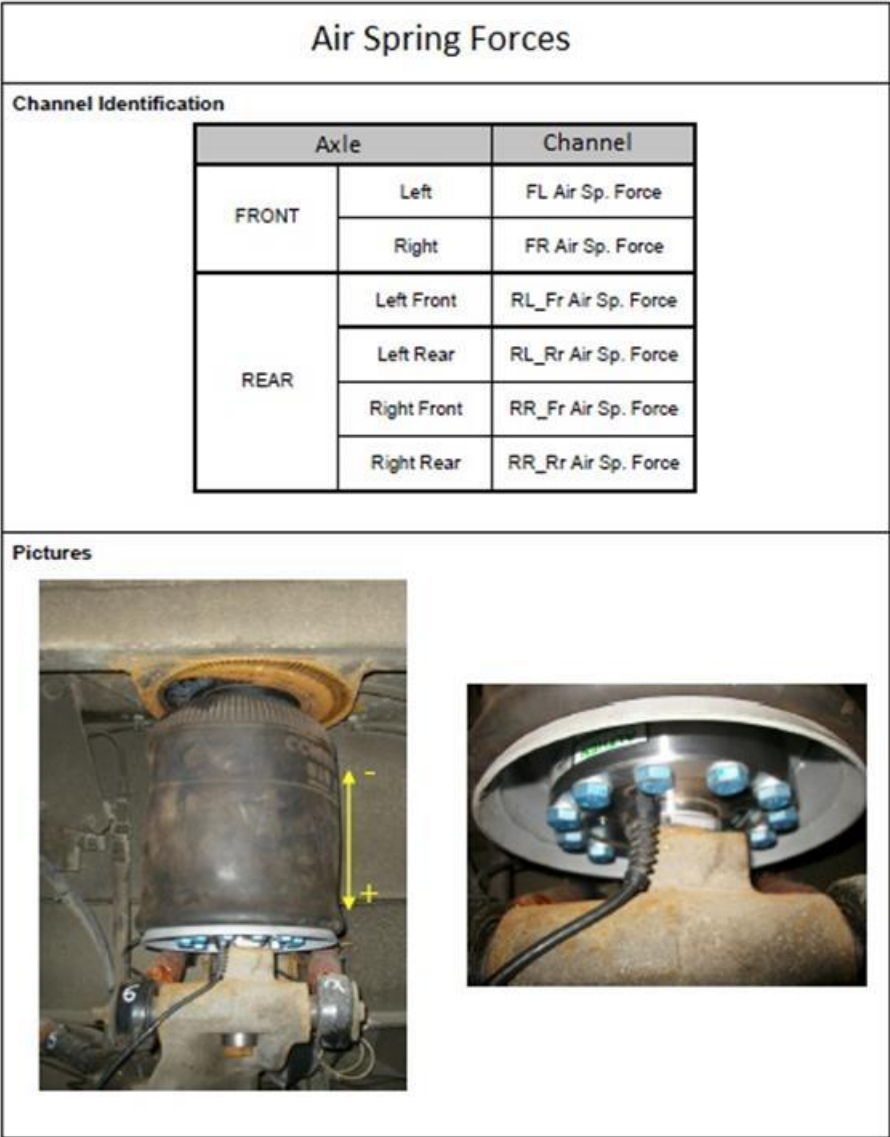 Air Spring Forces
Channel Identification
Axle Channel
FRONT Left FL Air Sp. Force
Right FR Air Sp. Force
REAR Left Front RL_Fr Air Sp. Force
Left Rear RL_Rr Air Sp. Force
Right Front RR_Fr Air Sp. Force
Right Rear RR_Rr Air Sp. Force
Pictures
-
+
6